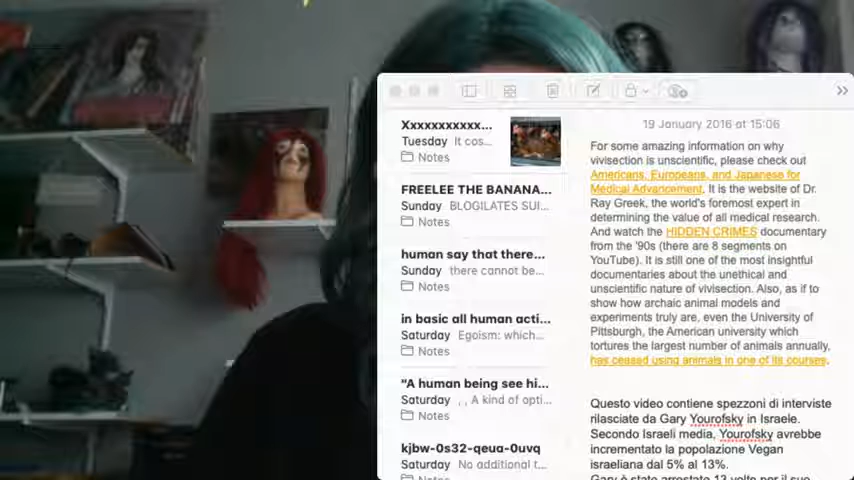 Xxxxxxxxxxx...
Tuesday It cos...
Notes
FREELEE THE BANANA...
Sunday BLOGILATES SUI...
Notes
human say that there...
Sunday there cannot be...
Notes
in basic all human acti...
Saturday Egoism: which...
Notes
"A human being see hi...
Saturday , , A kind of opti...
Notes
kjbw-0s32-qeua-0uvq
Saturday No additional t...
Notes
19 January 2016 at 15:06
For some amazing information on why
vivisection is unscientific, please check out
Americans, Europeans, and Japanese for
Medical Advancement. It is the website of Dr.
Ray Greek, the world's foremost expert in
determining the value of all medical research.
And watch the HIDDEN CRIMES documentary
from the '90s (there are 8 segments on
YouTube). It is still one of the most insightful
documentaries about the unethical and
unscientific nature of vivisection. Also, as if to
show how archaic animal models and
experiments truly are, even the University of
Pittsburgh, the American university which
tortures the largest number of animals annually,
has ceased using animals in one of its courses.
Questo video contiene spezzoni di interviste
rilasciate da Gary Yourofsky in Israele.
Secondo Israeli media, Yourofsky avrebbe
incrementato la popolazione Vegan
israeliana dal 5% al 13%.
Gary è stato arrestato 13 volte per il suo